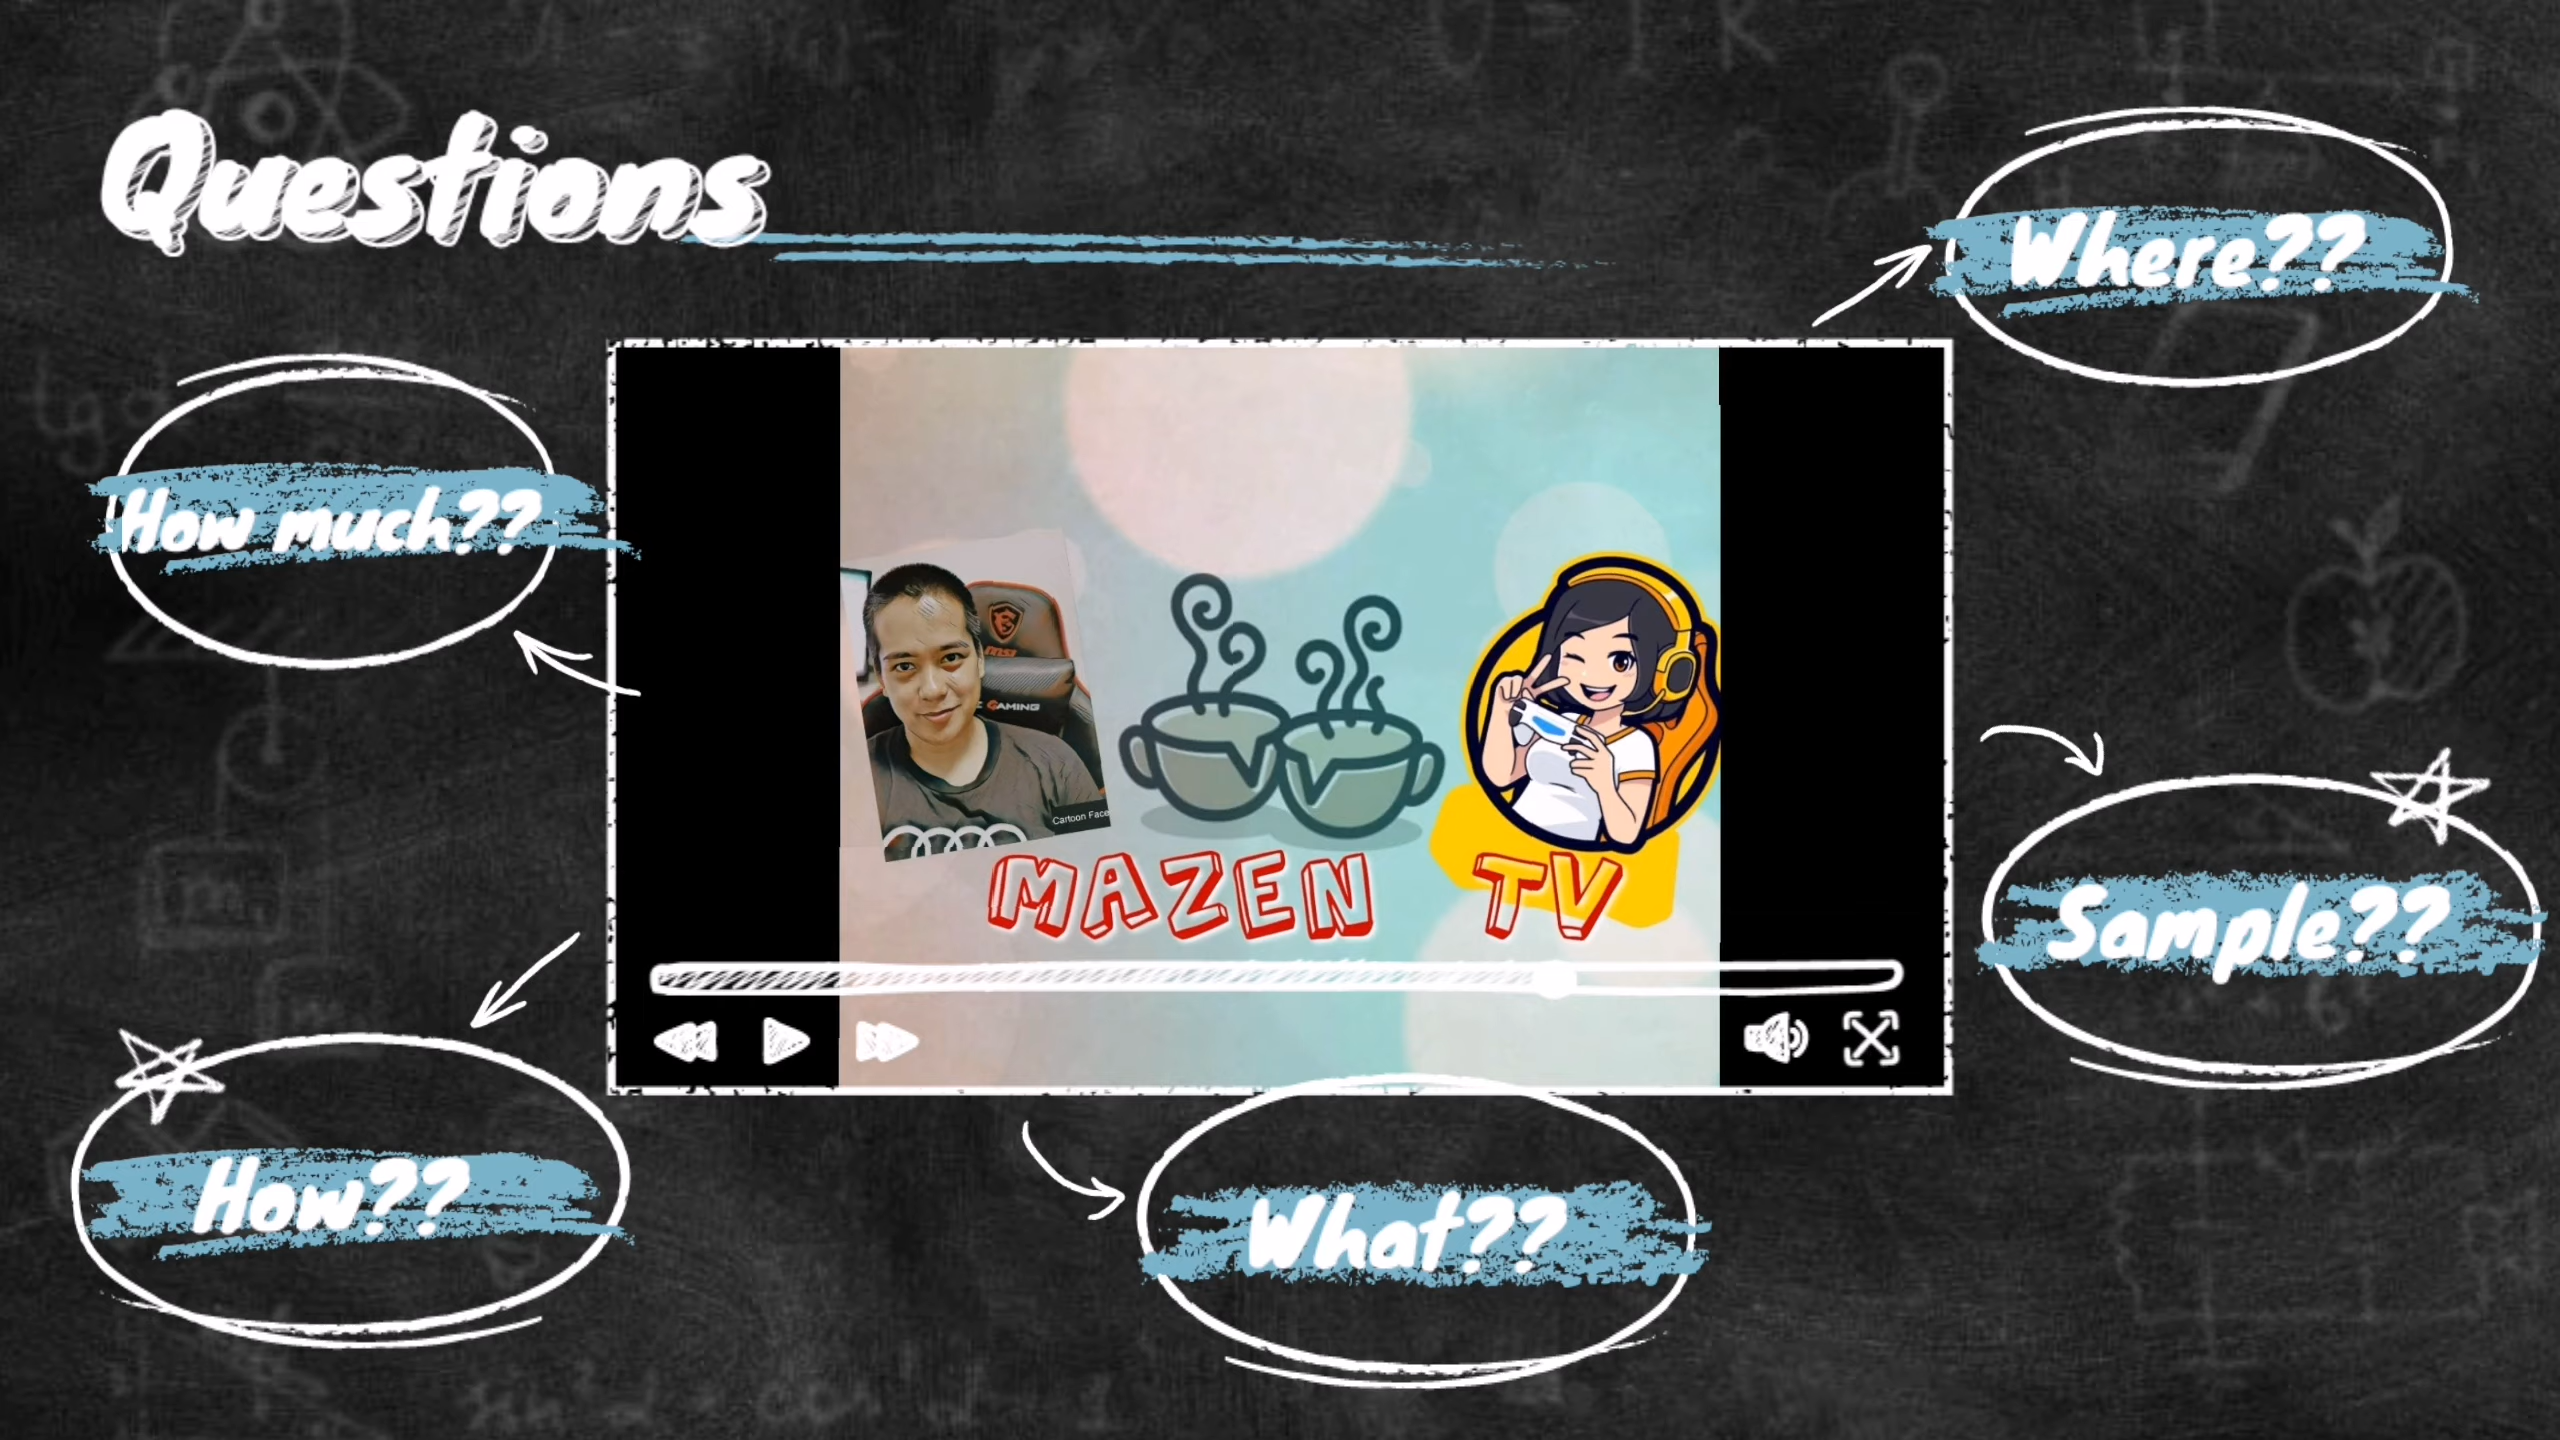 Questions
Where??
How much??
msi
GAMING
Cartoon Face
MAZEN TV
Sample??
How??
What??